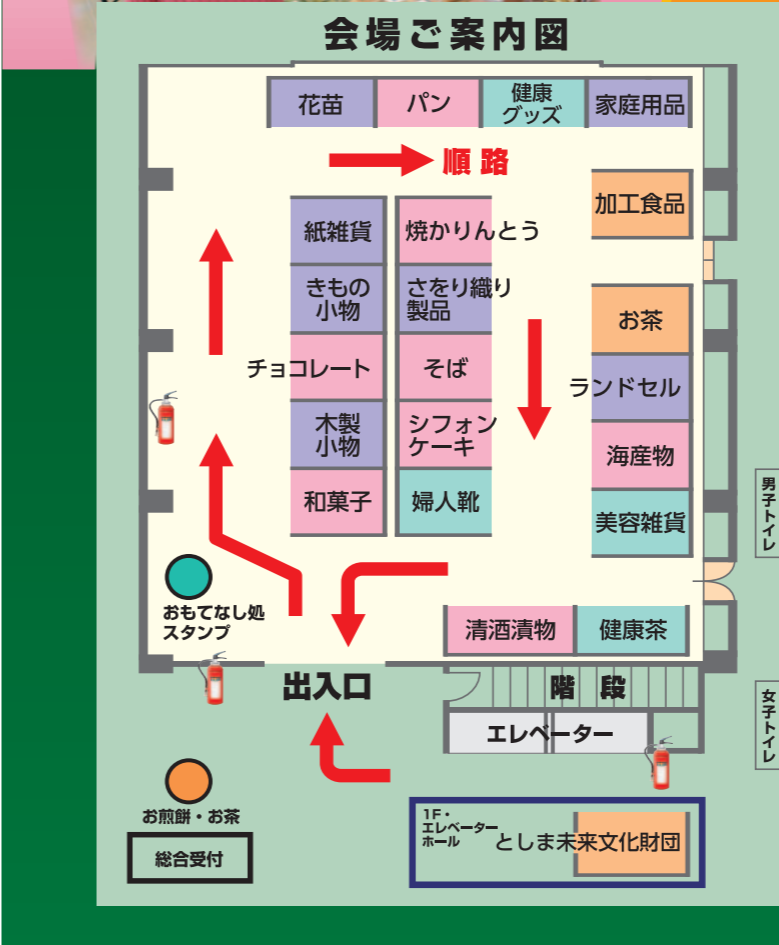 会場ご案内図
花苗
パン
健康
グッズ
家庭用品
順路
加工食品
紙雑貨
焼かりんとう
きもの
小物
さをり織り
製品
お茶
チョコレート
そば
ランドセル
木製
小物
シフォン
ケーキ
海産物
和菓子
婦人靴
美容雑貨
男子トイレ
おもてなし処
スタンプ
清酒漬物
健康茶
出入口
階段
女子トイレ
エレベーター
お煎餅・お茶
総合受付
1F・
エレベーター
ホール
としま未来文化財団